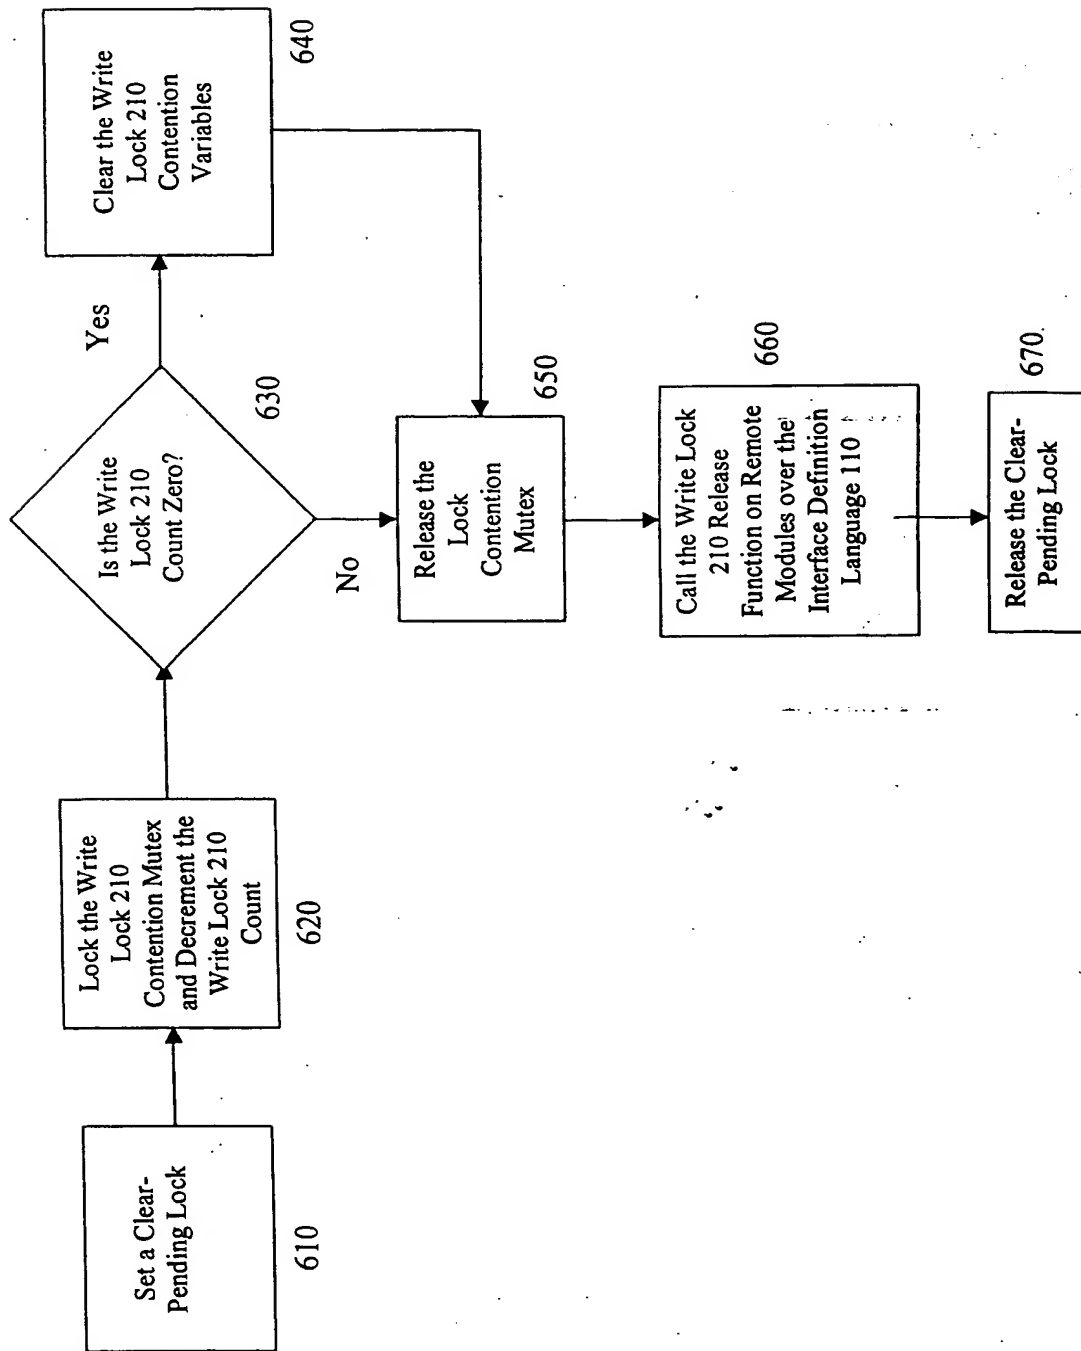 Set a Clear-
Pending Lock
610
Lock the Write
Lock 210
Contention Mutex
and Decrement the
Write Lock 210
Count
620
Is the Write
Lock 210
Count Zero?
630
Yes
Clear the Write
Lock 210
Contention
Variables
640
No
Release the
Lock
Contention
Mutex
650
Call the Write Lock
210 Release
Function on Remote
Modules over the
Interface Definition
Language 110
660
Release the Clear-
Pending Lock
670